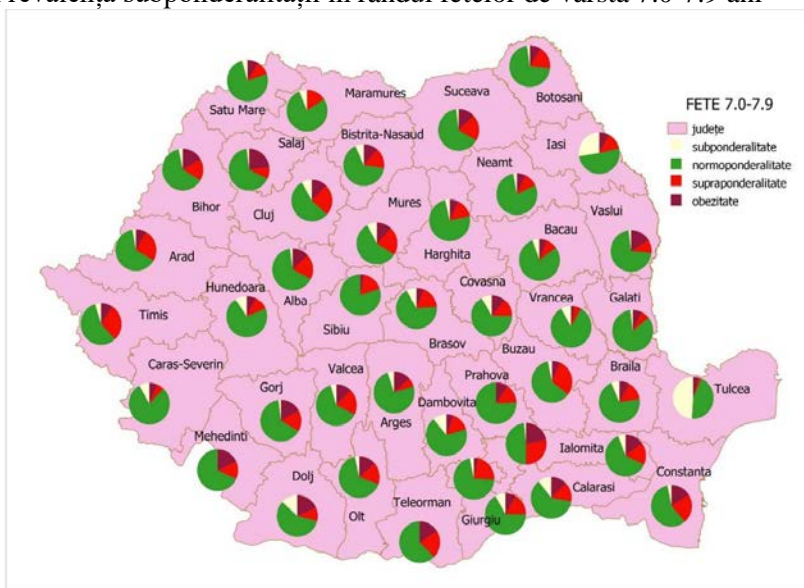 Prevalența subponderalității în rândul fetelor de vârstă 7.0-7.9 ani
Satu Mare
Maramures
Suceava
Botosani
FETE 7.0-7.9
județe
subponderalitate
normoponderalitate
supraponderalitate
obezitate
Salaj
Bistrita-Nasaud
Iasi
Neamt
Bihor
Cluj
Mures
Vaslui
Bacau
Harghita
Arad
Hunedoara
Alba
Covasna
Timis
Sibiu
Vrancea
Galati
Brasov
Buzau
Caras-Severin
Valcea
Prahova
Braila
Tulcea
Gorj
Dambovita
Arges
Mehedinti
Ialomita
Constanta
Dolj
Calarasi
Teleorman
Olt
Giurgiu